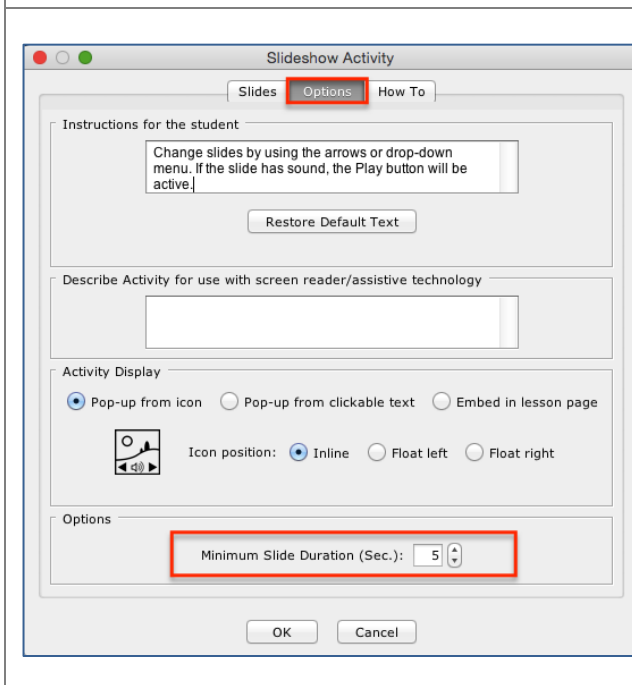 Slideshow Activity
Slides Options How To
Instructions for the student
Change slides by using the arrows or drop-down
menu. If the slide has sound, the Play button will be
active.
Restore Default Text
Describe Activity for use with screen reader/assistive technology
Activity Display
Pop-up from icon Pop-up from clickable text Embed in lesson page
Icon position: Inline Float left Float right
Options
Minimum Slide Duration (Sec.): 5
OK Cancel